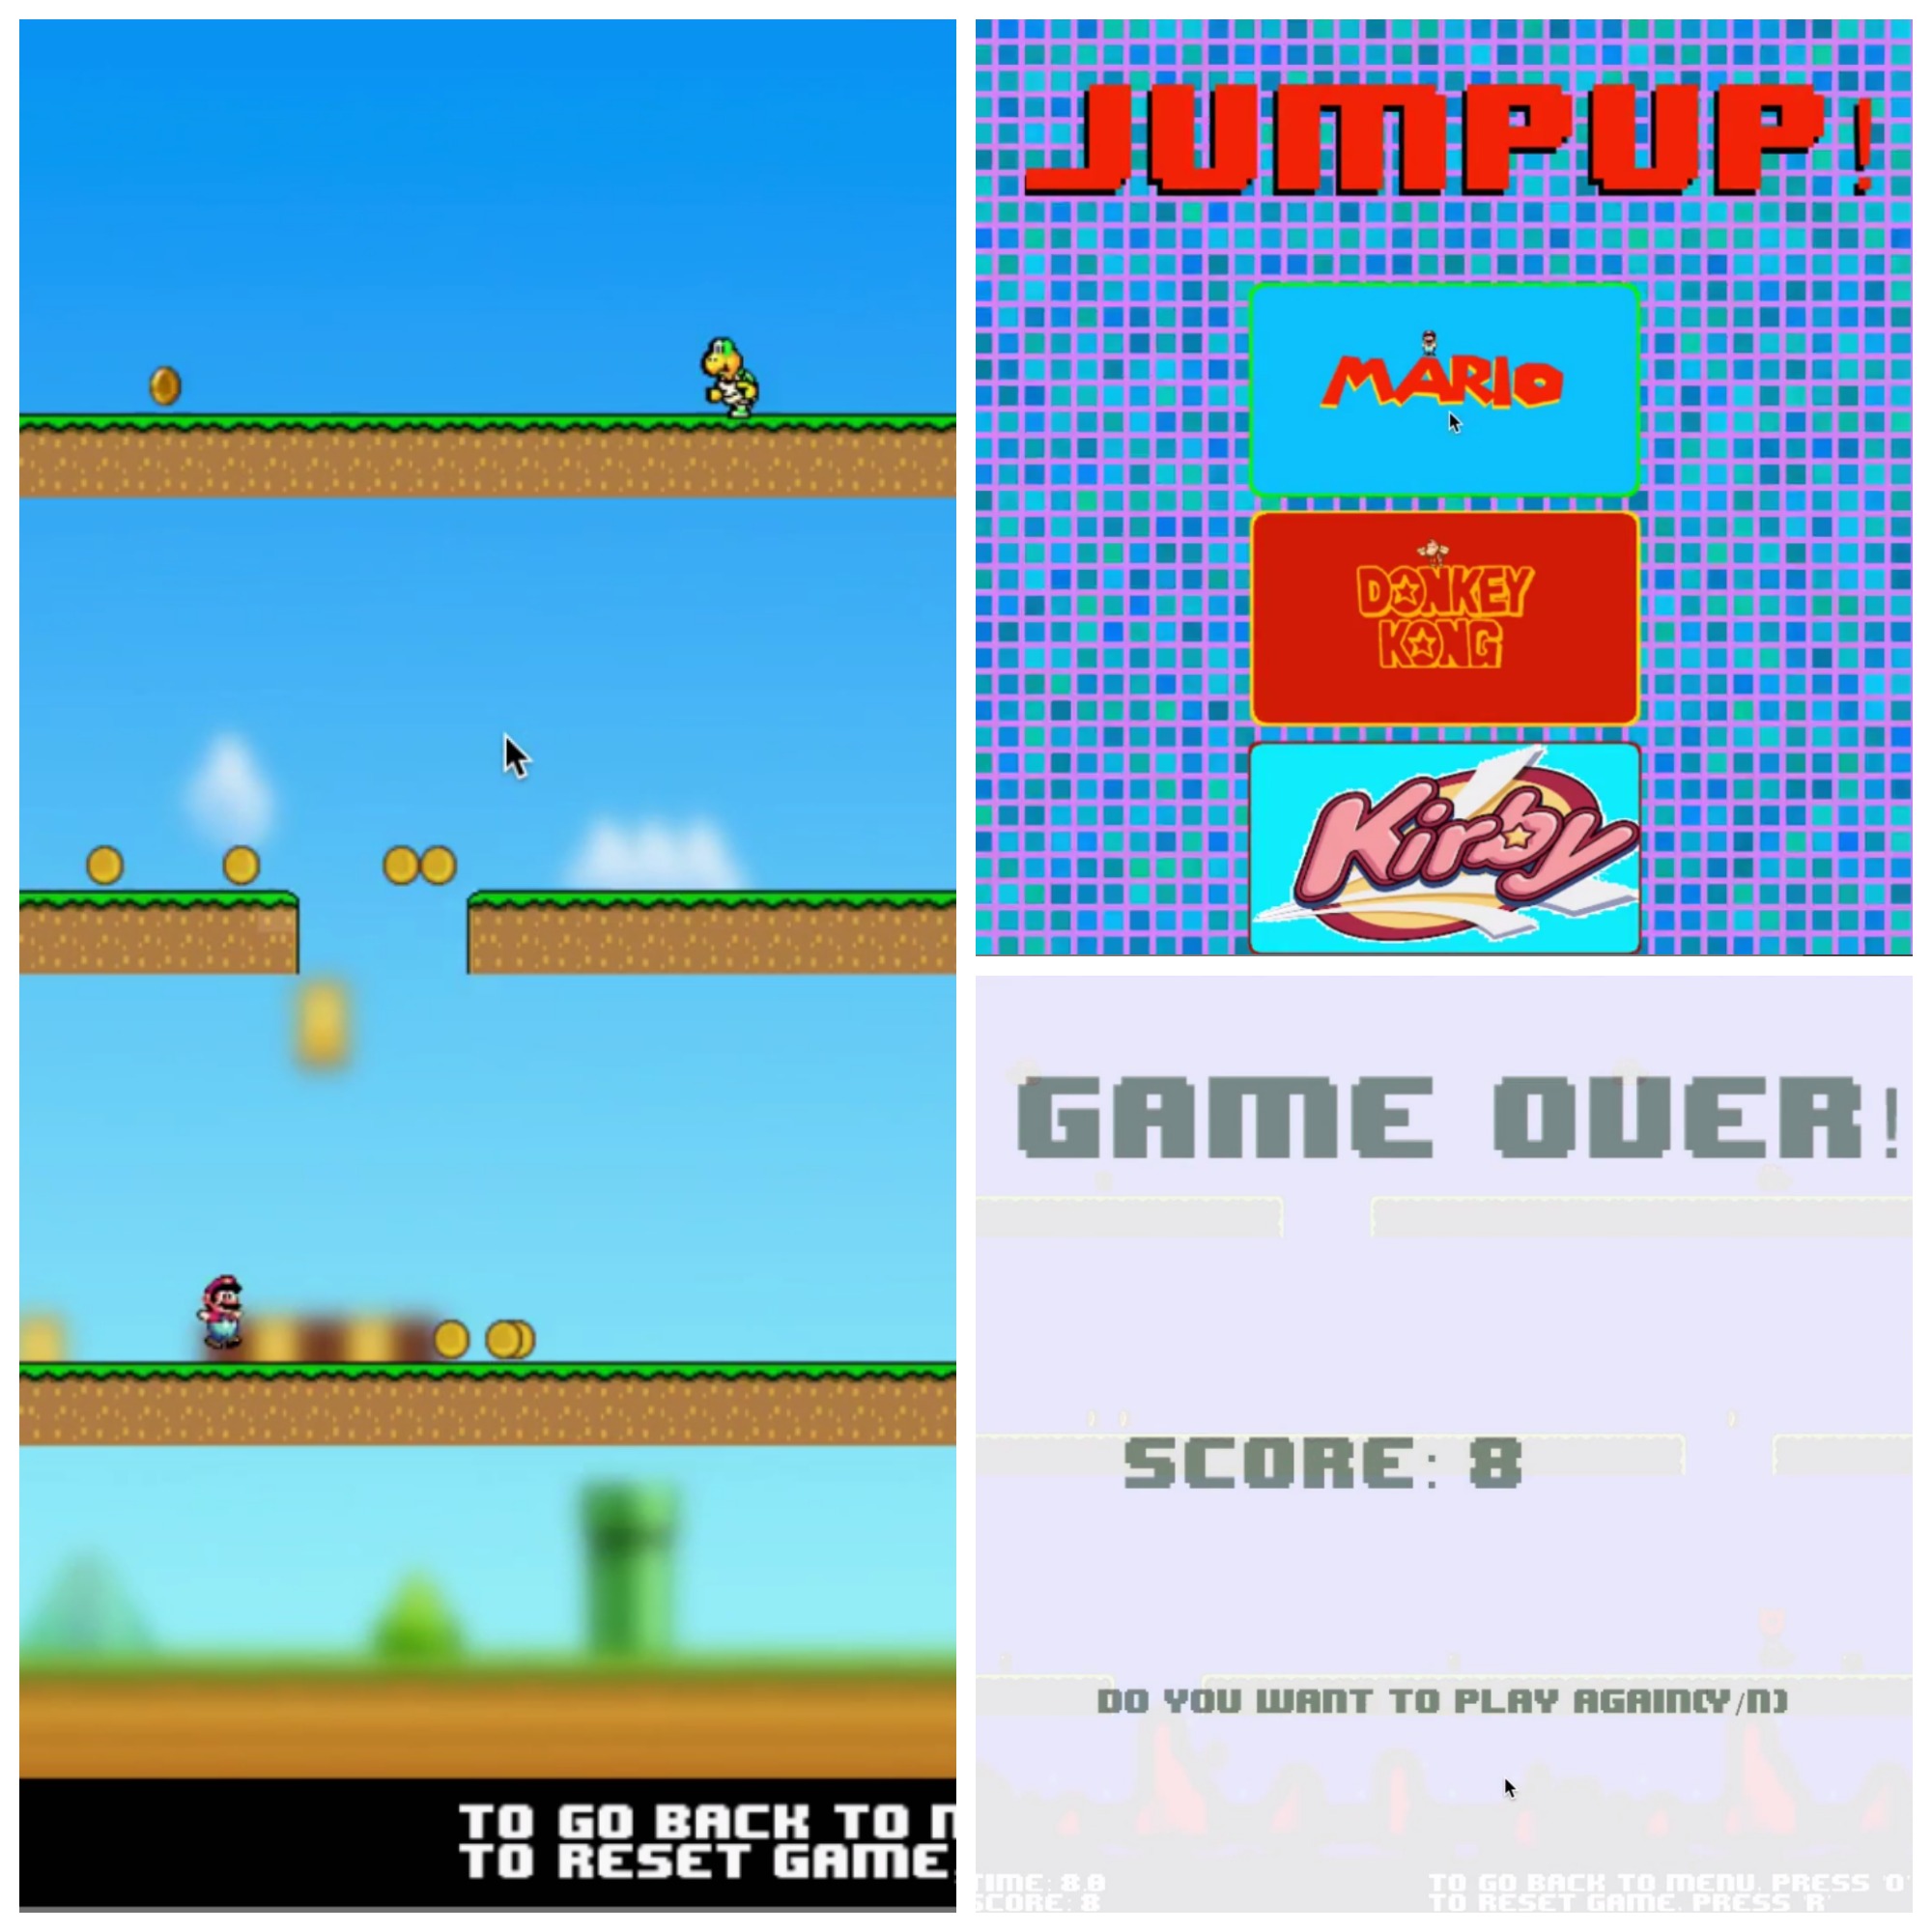 TO GO BACK TO
TO RESET GAME
JUMPUP!
MARIO
DONKEY
KONG
Kirby
GAME OVER!
SCORE: 8
DO YOU WANT TO PLAY AGAIN(Y/N)
TIME: 8.8
SCORE: 8
TO GO BACK TO MENU, PRESS 'O'
TO RESET GAME, PRESS 'R'